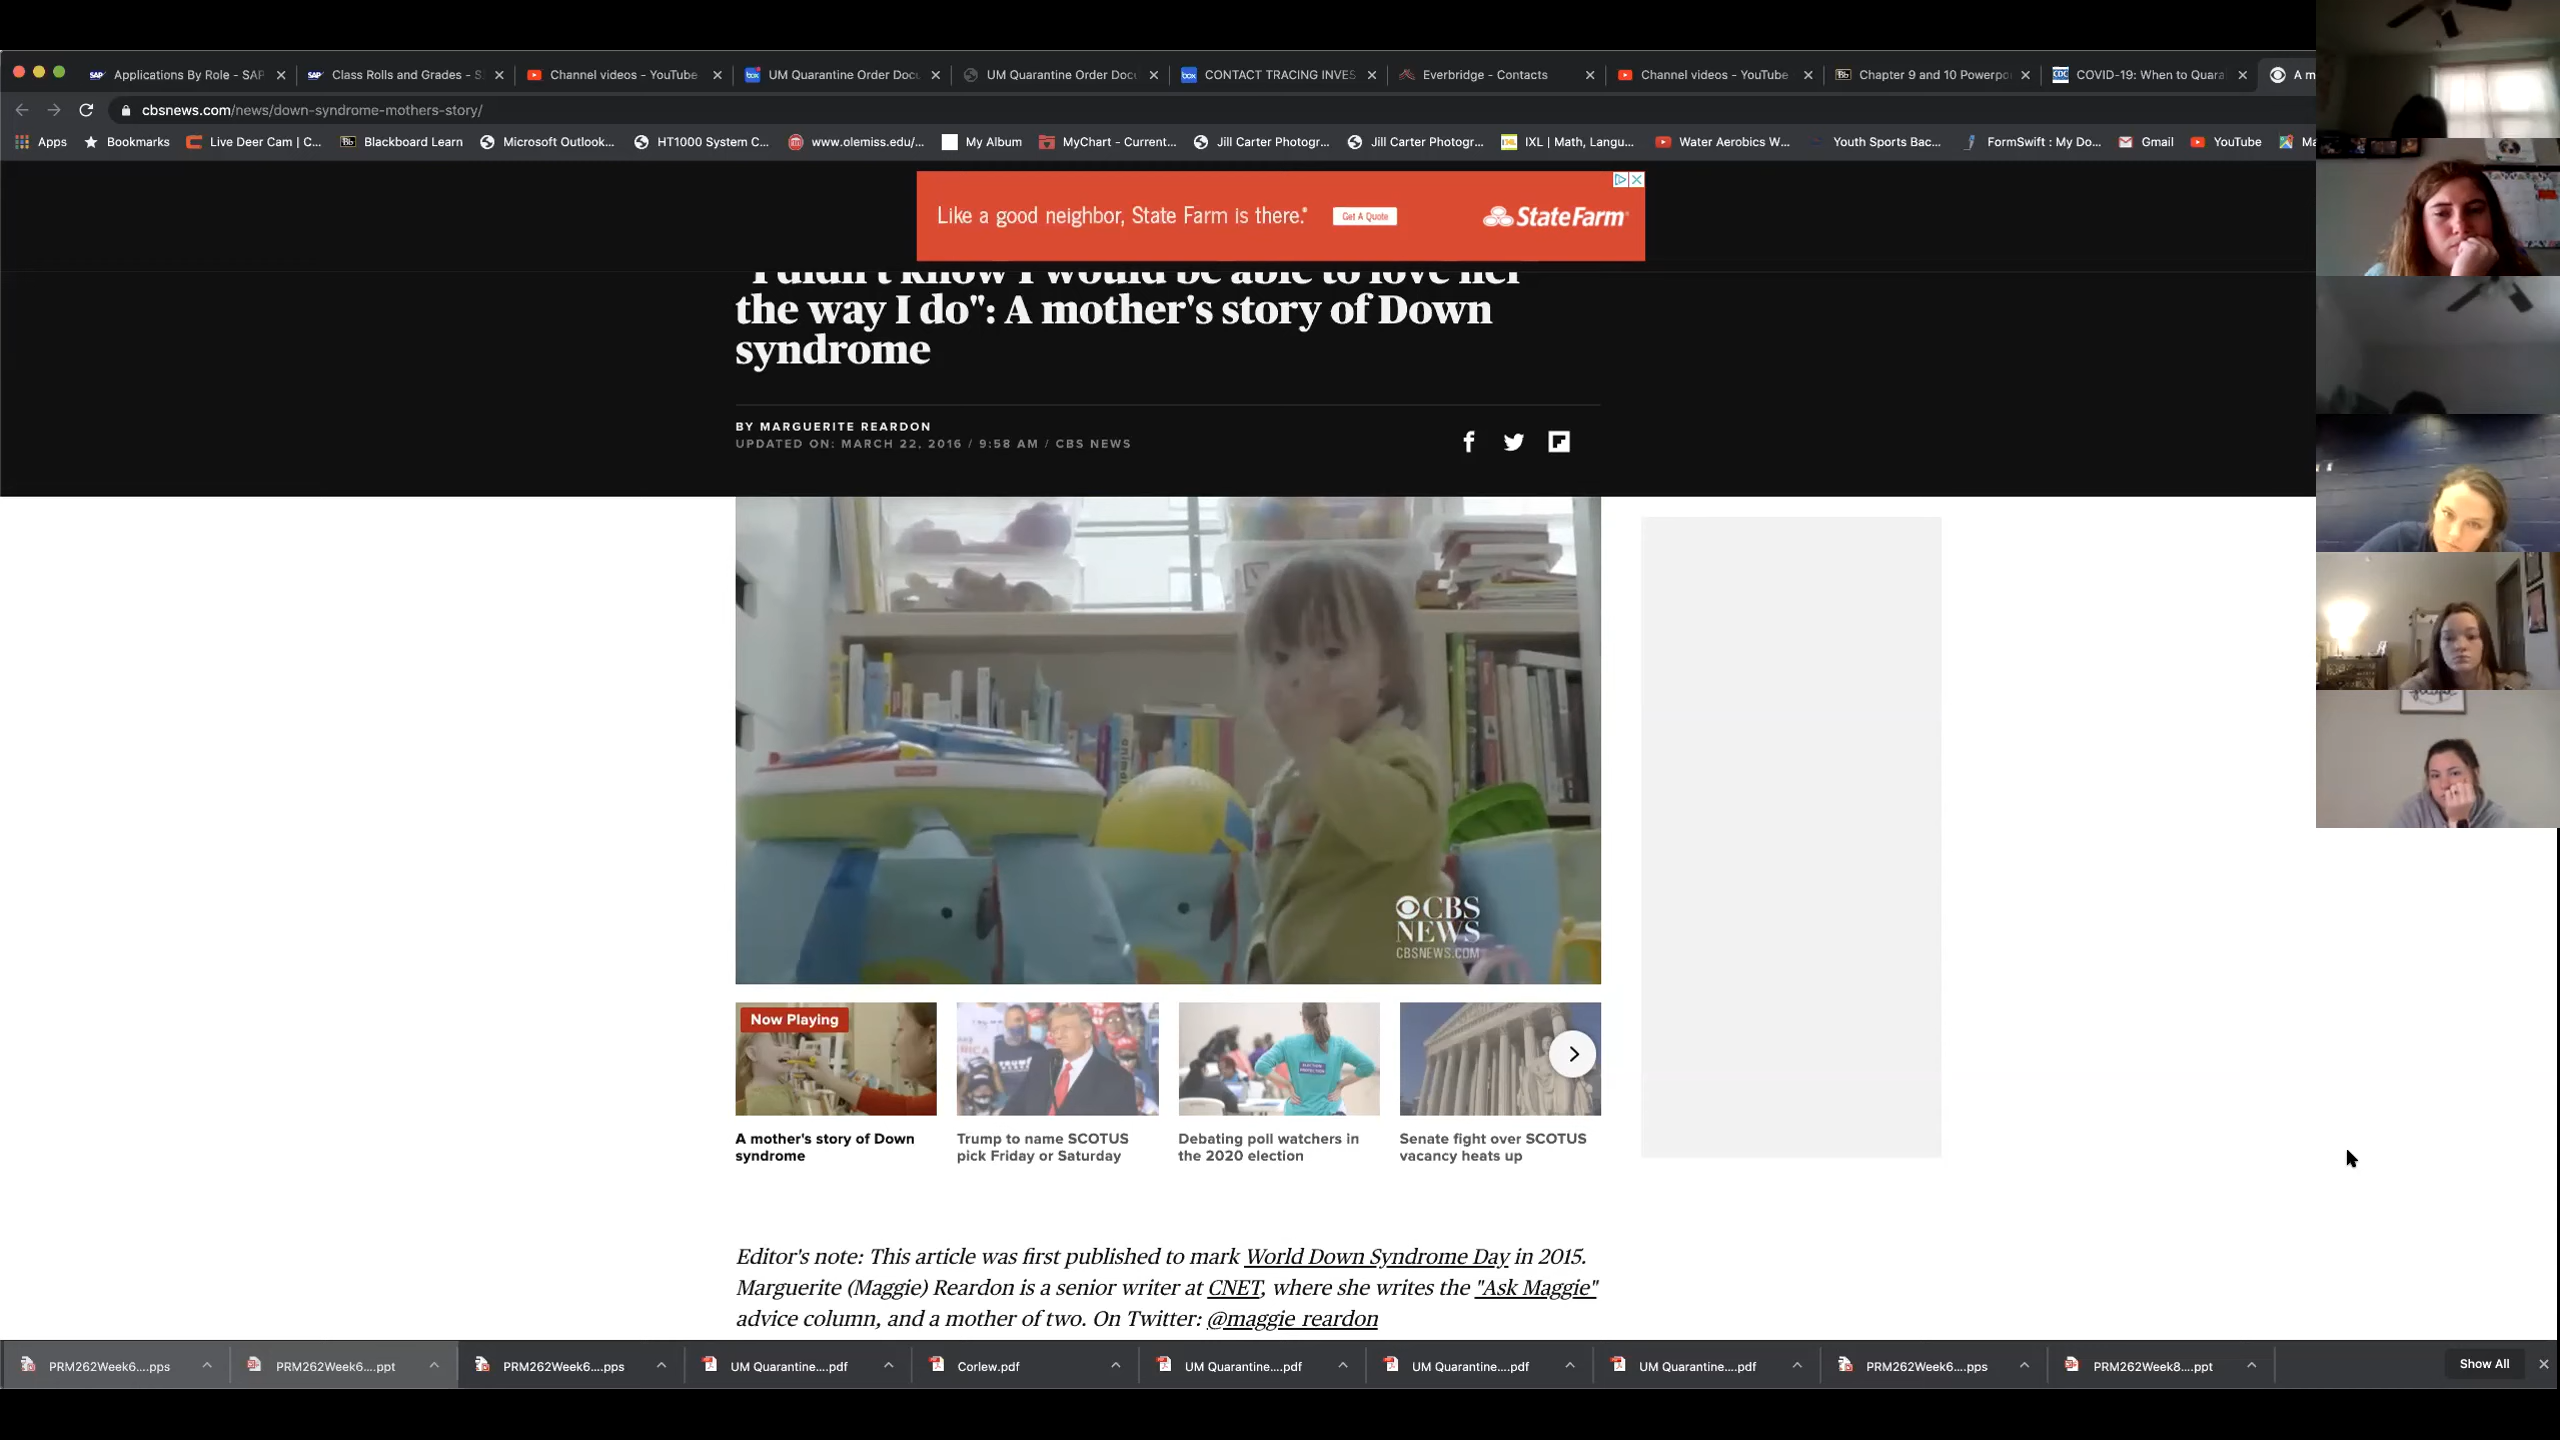 Applications By Role - SAP
Class Rolls and Grades - S
Channel videos - YouTube
UM Quarantine Order Docu
UM Quarantine Order Docu
CONTACT TRACING INVES
Everbridge - Contacts
Channel videos - YouTube
Chapter 9 and 10 Powerpo
COVID-19: When to Quara
A m
cbsnews.com/news/down-syndrome-mothers-story/
Apps
Bookmarks
Live Deer Cam | C...
Blackboard Learn
Microsoft Outlook...
HT1000 System C...
www.olemiss.edu/...
My Album
MyChart - Current...
Jill Carter Photogr...
Jill Carter Photogr...
IXL | Math, Langu...
Water Aerobics W...
Youth Sports Bac...
FormSwift : My Do...
Gmail
YouTube
Ma
Like a good neighbor, State Farm is there.®
Get A Quote
StateFarm
"I didn't know I would be able to love her
the way I do": A mother's story of Down
syndrome
BY MARGUERITE REARDON
UPDATED ON: MARCH 22, 2016 / 9:58 AM / CBS NEWS
CBS
NEWS
CBSNEWS.COM
Now Playing
A mother's story of Down
syndrome
Trump to name SCOTUS
pick Friday or Saturday
Debating poll watchers in
the 2020 election
Senate fight over SCOTUS
vacancy heats up
Editor's note: This article was first published to mark World Down Syndrome Day in 2015.
Marguerite (Maggie) Reardon is a senior writer at CNET, where she writes the "Ask Maggie"
advice column, and a mother of two. On Twitter: @maggie_reardon
PRM262Week6....pps
PRM262Week6....ppt
PRM262Week6....pps
UM Quarantine....pdf
Corlew.pdf
UM Quarantine....pdf
UM Quarantine....pdf
UM Quarantine....pdf
PRM262Week6....pps
PRM262Week8....ppt
Show All